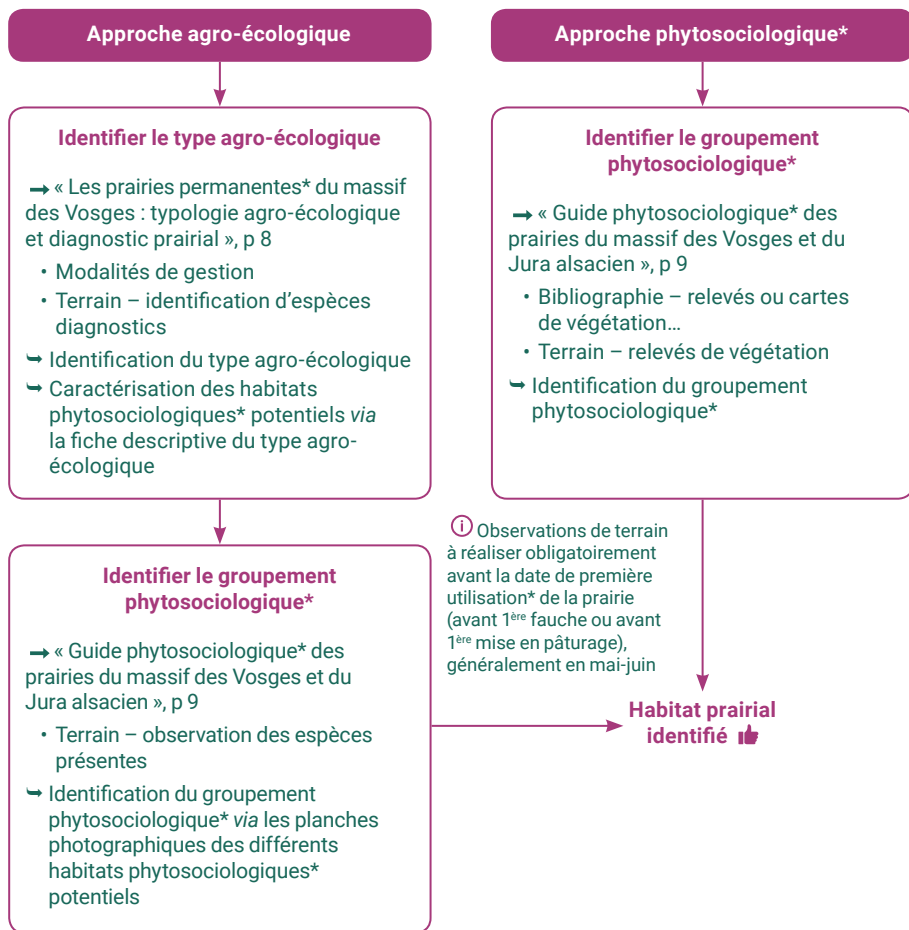 Approche agro-écologique
Identifier le type agro-écologique
→ « Les prairies permanentes* du massif
des Vosges : typologie agro-écologique
et diagnostic prairial », p 8
• Modalités de gestion
• Terrain – identification d'espèces
diagnostics
➥ Identification du type agro-écologique
➥ Caractérisation des habitats
phytosociologiques* potentiels via
la fiche descriptive du type agro-
écologique
Identifier le groupement
phytosociologique*
→ « Guide phytosociologique* des
prairies du massif des Vosges et du
Jura alsacien », p 9
• Terrain – observation des espèces
présentes
➥ Identification du groupement
phytosociologique* via les planches
photographiques des différents
habitats phytosociologiques*
potentiels
Approche phytosociologique*
Identifier le groupement
phytosociologique*
→ « Guide phytosociologique* des
prairies du massif des Vosges et du
Jura alsacien », p 9
• Bibliographie – relevés ou cartes
de végétation…
• Terrain – relevés de végétation
➥ Identification du groupement
phytosociologique*
i Observations de terrain
à réaliser obligatoirement
avant la date de première
utilisation* de la prairie
(avant 1ère fauche ou avant
1ère mise en pâturage),
généralement en mai-juin
Habitat prairial
identifié